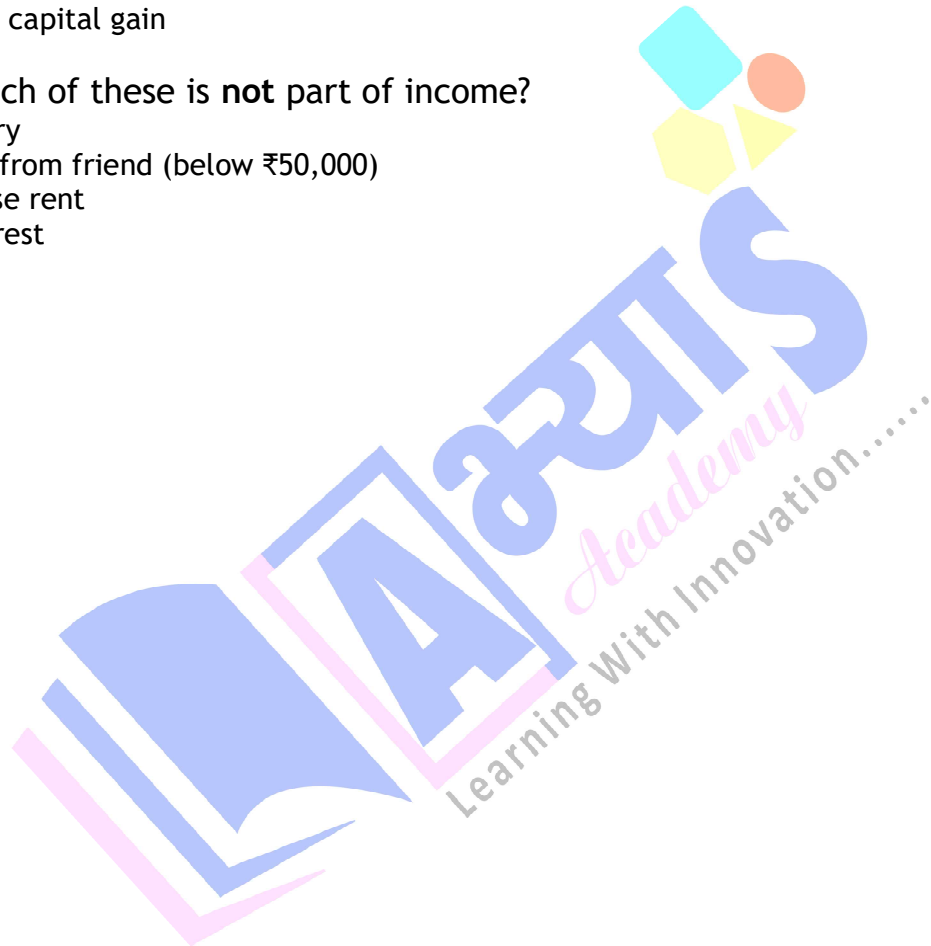 capital gain
ch of these is not part of income?
ry
from friend (below ₹50,000)
se rent
rest
Aभ्याS
Academy
Learning With Innovation......